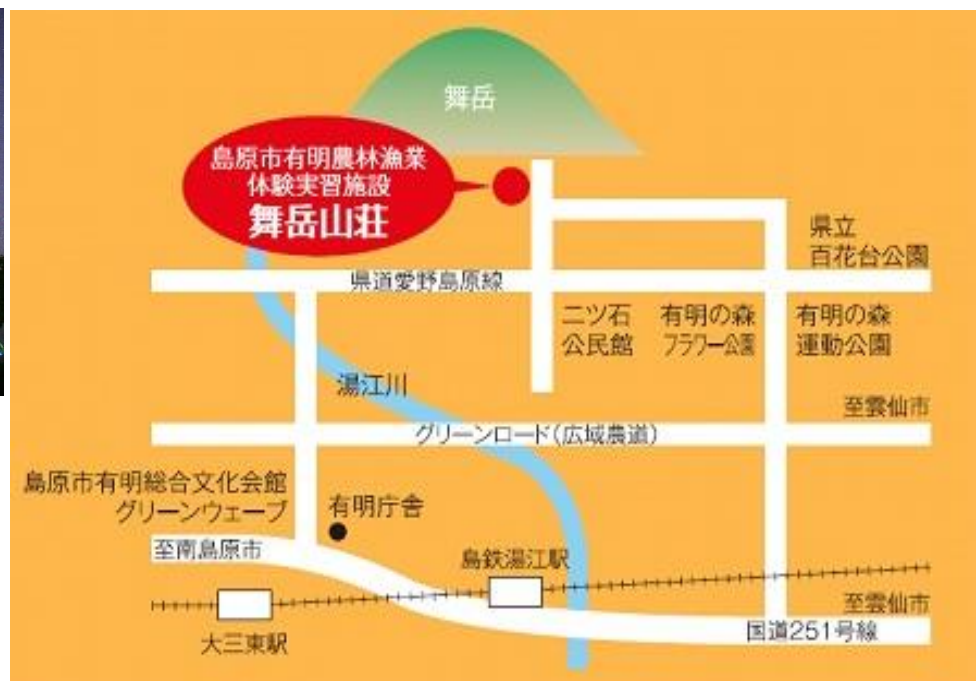 舞岳
島原市有明農林漁業
体験実習施設
舞岳山荘
県立
百花台公園
県道愛野島原線
二ツ石
公民館
有明の森
フラワー公園
有明の森
運動公園
湯江川
至雲仙市
グリーンロード(広域農道)
島原市有明総合文化会館
グリーンウェーブ
有明庁舎
至南島原市
島鉄湯江駅
至雲仙市
国道251号線
大三東駅